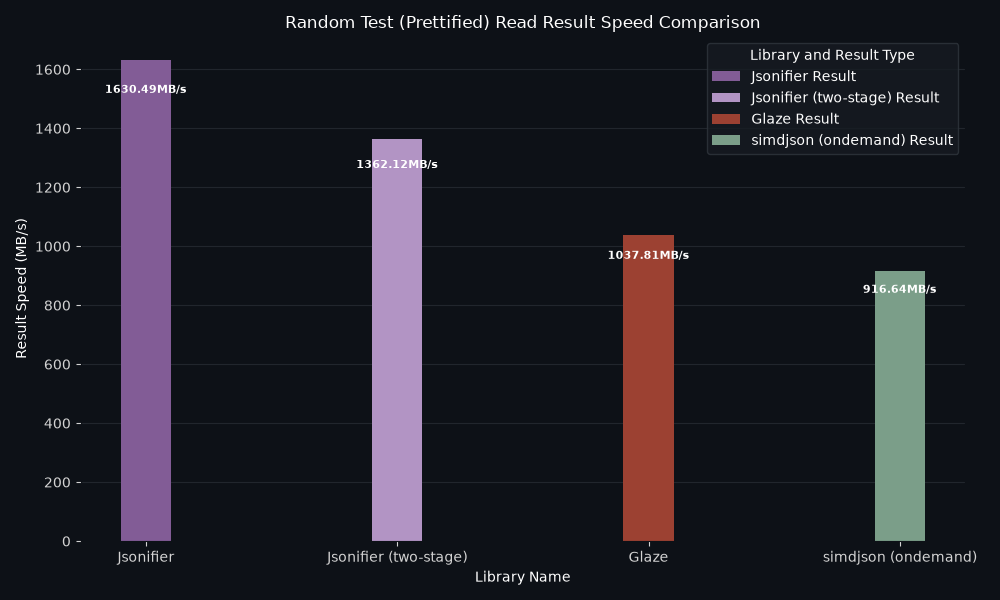 Random Test (Prettified) Read Result Speed Comparison
Library and Result Type
Jsonifier Result
Jsonifier (two-stage) Result
Glaze Result
simdjson (ondemand) Result
Result Speed (MB/s)
1600
1400
1200
1000
800
600
400
200
0
1630.49MB/s
1362.12MB/s
1037.81MB/s
916.64MB/s
Jsonifier
Jsonifier (two-stage)
Glaze
simdjson (ondemand)
Library Name